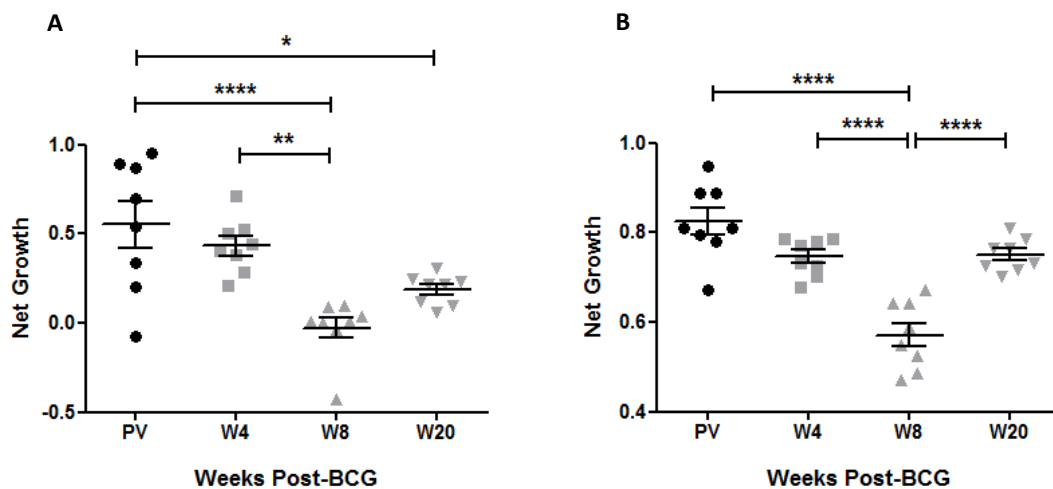 A
*
****
**
1.0
0.5
0.0
-0.5
Net Growth
PV W4 W8 W20
Weeks Post-BCG
B
****
**** ****
1.0
0.8
0.6
0.4
Net Growth
PV W4 W8 W20
Weeks Post-BCG